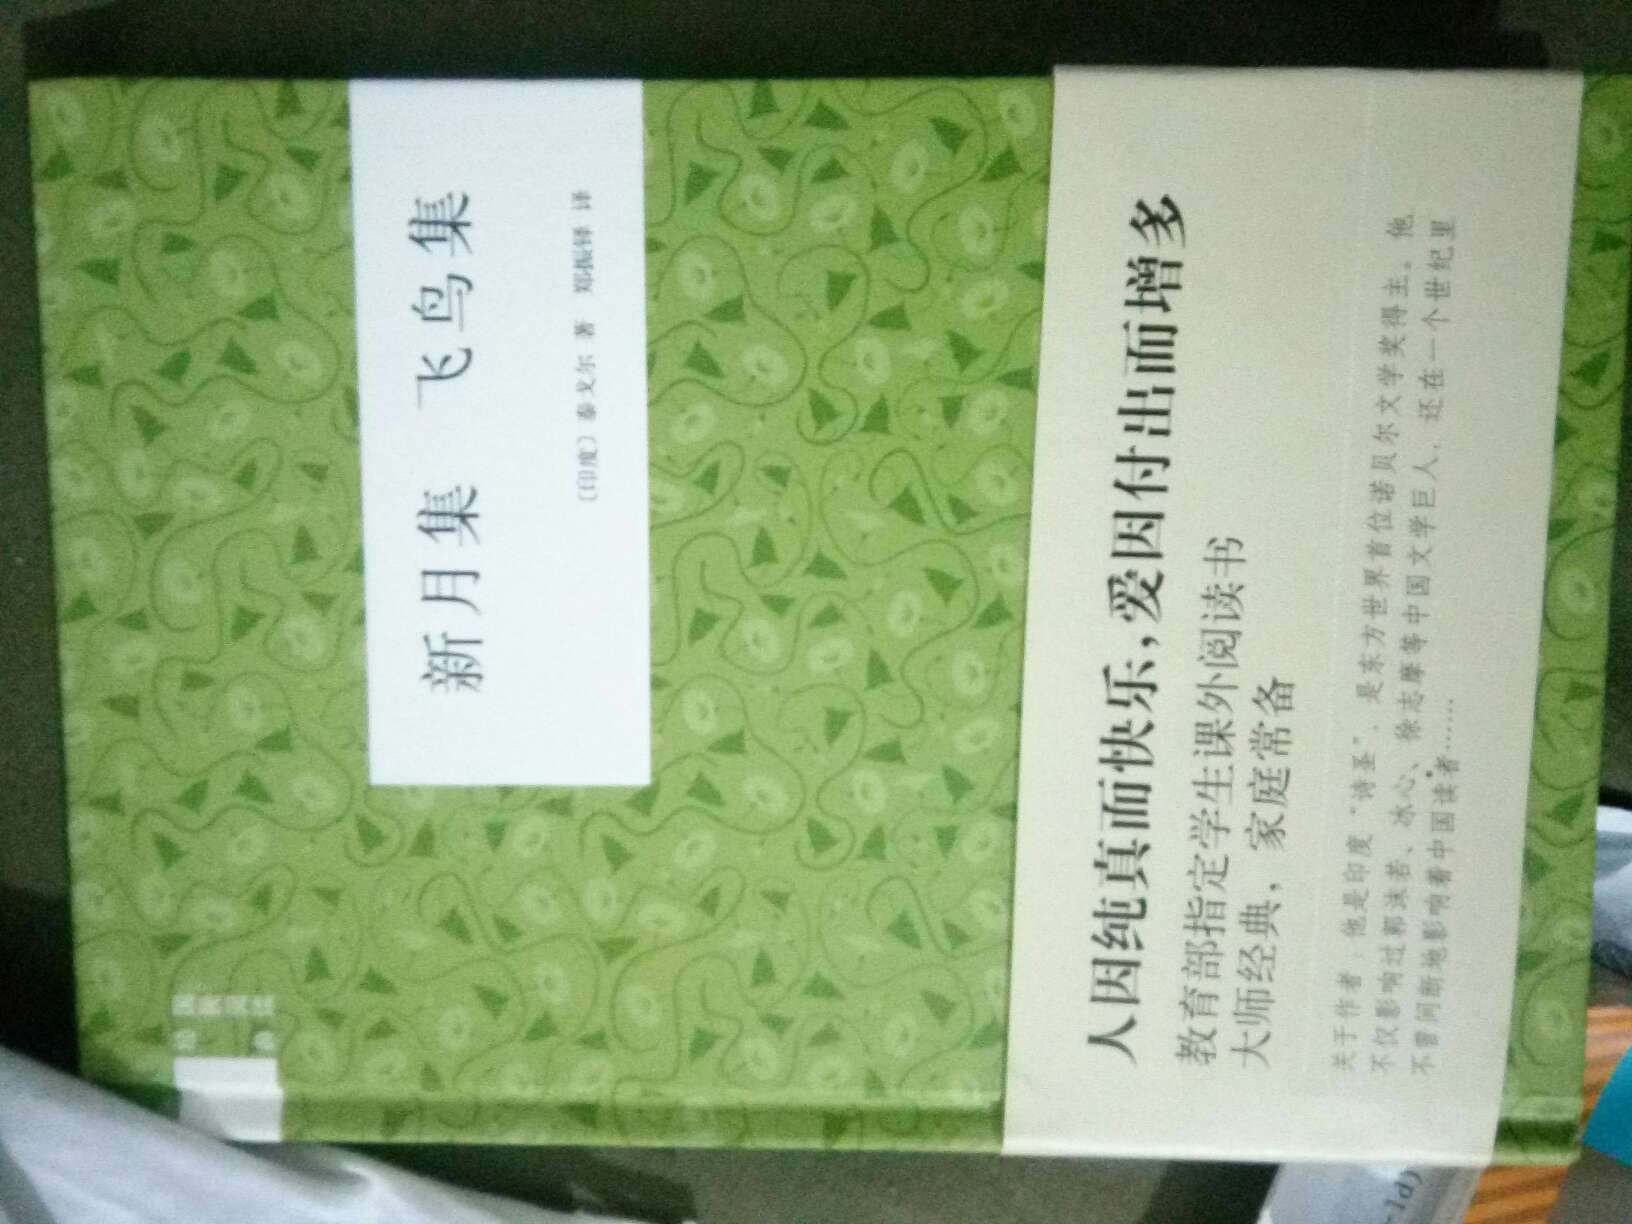 新月集 飞鸟集
〔印度〕泰戈尔 著 郑振铎 译
人因纯真而快乐，爱因付出而增多
教育部指定学生课外阅读书
大师经典，家庭常备
关于作者：他是印度“诗圣”，是东方世界首位诺贝尔文学奖得主。他
不仅影响过郭沫若、冰心、徐志摩等中国文学巨人，还在一个世纪里
不曾间断地影响着中国读者……